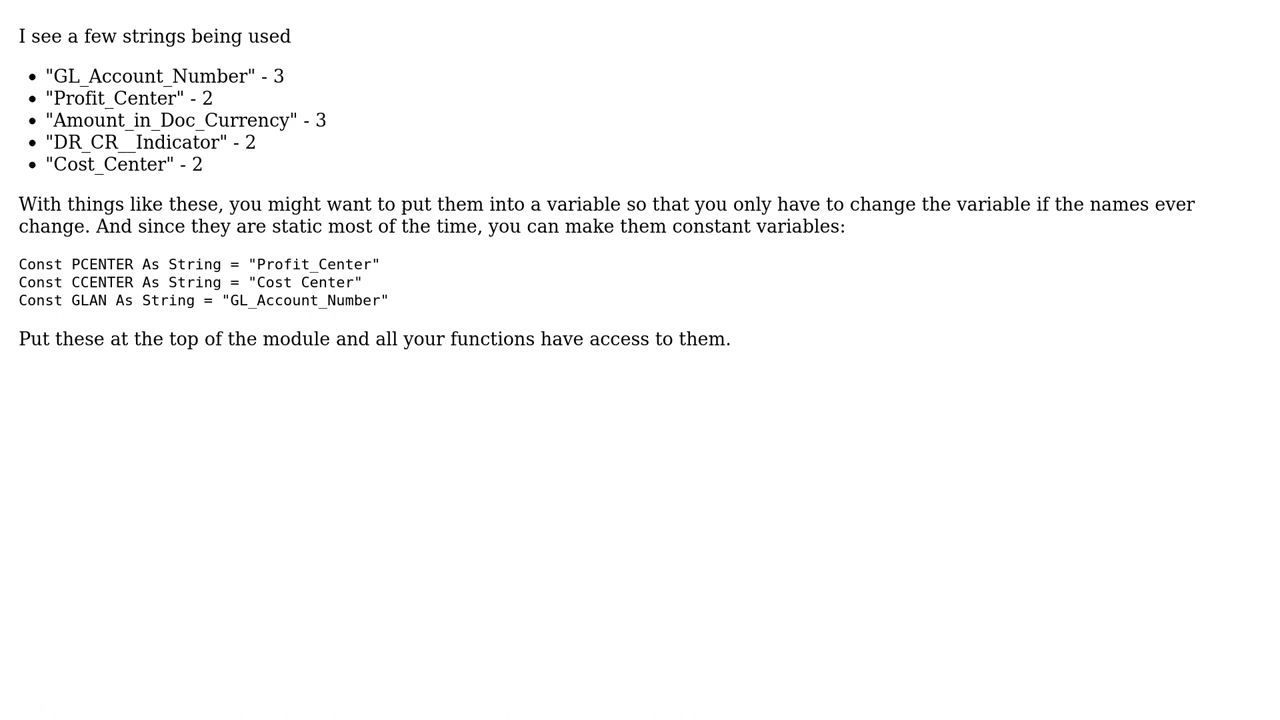 I see a few strings being used
• "GL_Account_Number" - 3
• "Profit_Center" - 2
• "Amount_in_Doc_Currency" - 3
• "DR_CR__Indicator" - 2
• "Cost_Center" - 2
With things like these, you might want to put them into a variable so that you only have to change the variable if the names ever
change. And since they are static most of the time, you can make them constant variables:
Const PCENTER As String = "Profit_Center"
Const CCENTER As String = "Cost Center"
Const GLAN As String = "GL_Account_Number"
Put these at the top of the module and all your functions have access to them.